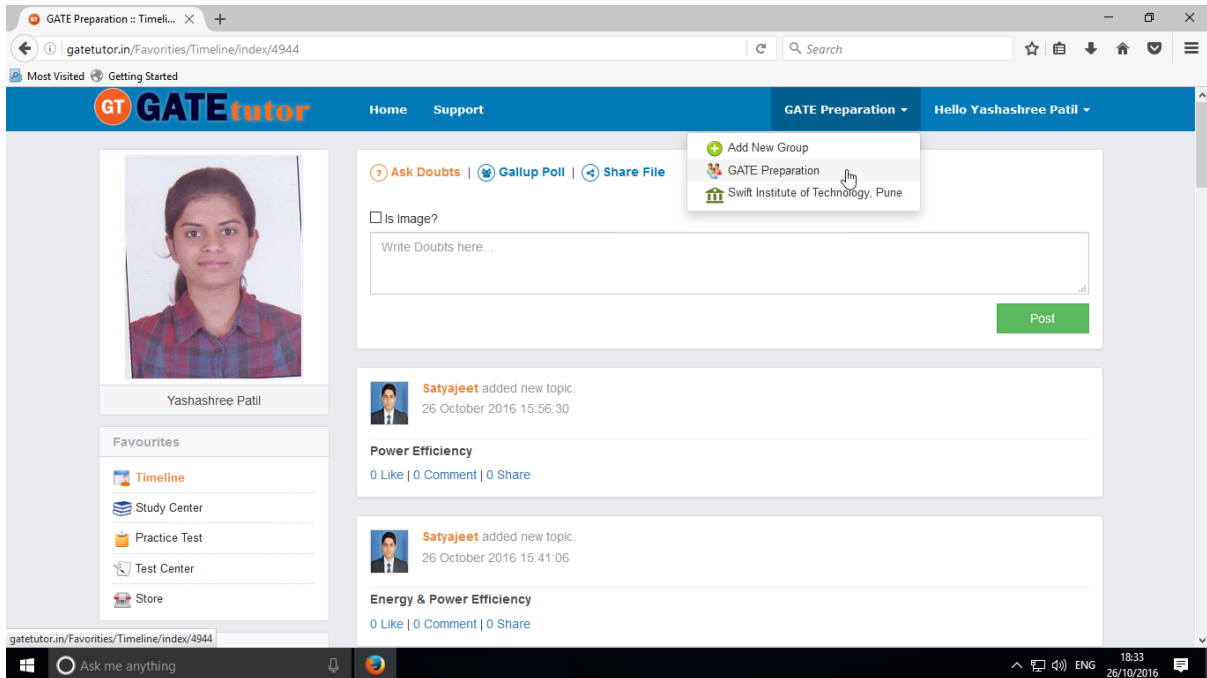 GATE Preparation :: Timeli...
gatetutor.in/Favorities/Timeline/index/4944
Search
Most Visited Getting Started
GT GATEtutor Home Support GATE Preparation Hello Yashashree Patil
Add New Group
GATE Preparation
Swift Institute of Technology, Pune
? Ask Doubts | Gallup Poll | Share File
Is Image?
Write Doubts here...
Post
Yashashree Patil
Favourites
Timeline
Study Center
Practice Test
Test Center
Store
Satyajeet added new topic.
26 October 2016 15:56:30
Power Efficiency
0 Like | 0 Comment | 0 Share
Satyajeet added new topic.
26 October 2016 15:41:06
Energy & Power Efficiency
0 Like | 0 Comment | 0 Share
gatetutor.in/Favorities/Timeline/index/4944
Ask me anything
ENG
18:33
26/10/2016